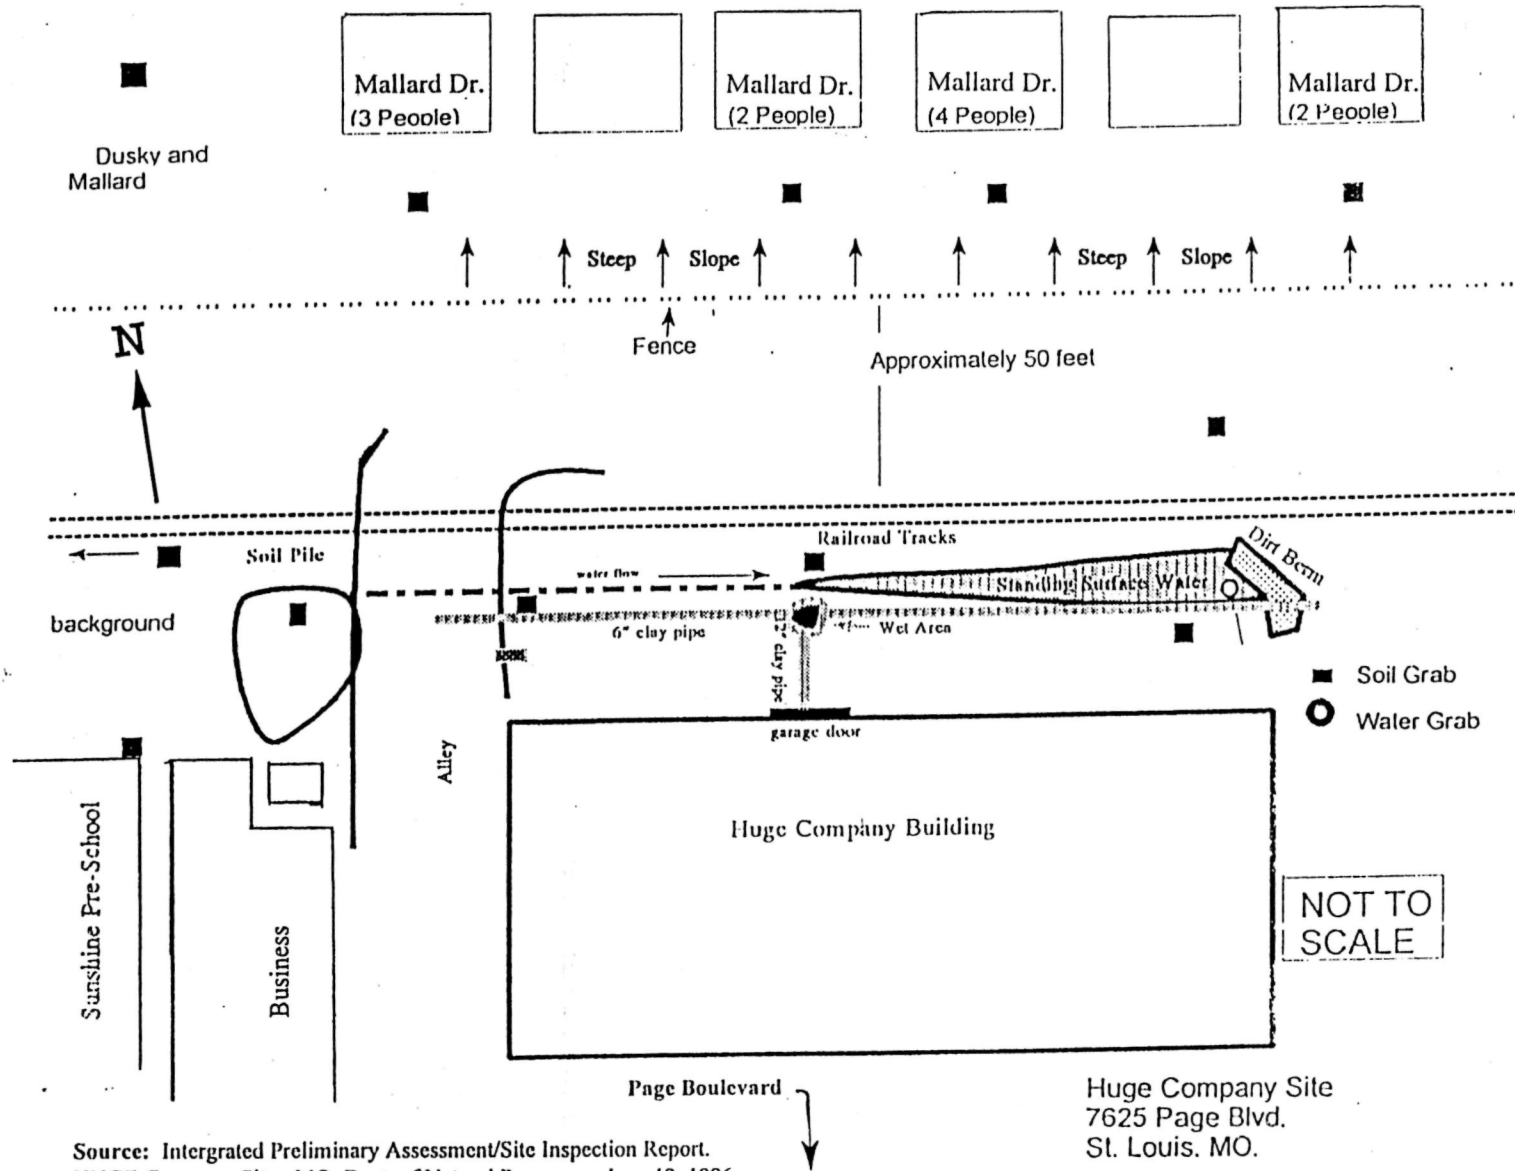 Mallard Dr.
(3 People)
Mallard Dr.
(2 People)
Mallard Dr.
(4 People)
Mallard Dr.
(2 People)
Dusky and
Mallard
Steep Slope
Steep Slope
N
Fence
Approximately 50 feet
Soil Pile
Railroad Tracks
Dirt Berm
water flow
Standing Surface Water
background
6" clay pipe
Wet Area
clay pipe
Soil Grab
Water Grab
garage door
Alley
Huge Company Building
Sunshine Pre-School
Business
NOT TO
SCALE
Page Boulevard
Huge Company Site
7625 Page Blvd.
St. Louis. MO.
Source: Intergrated Preliminary Assessment/Site Inspection Report.